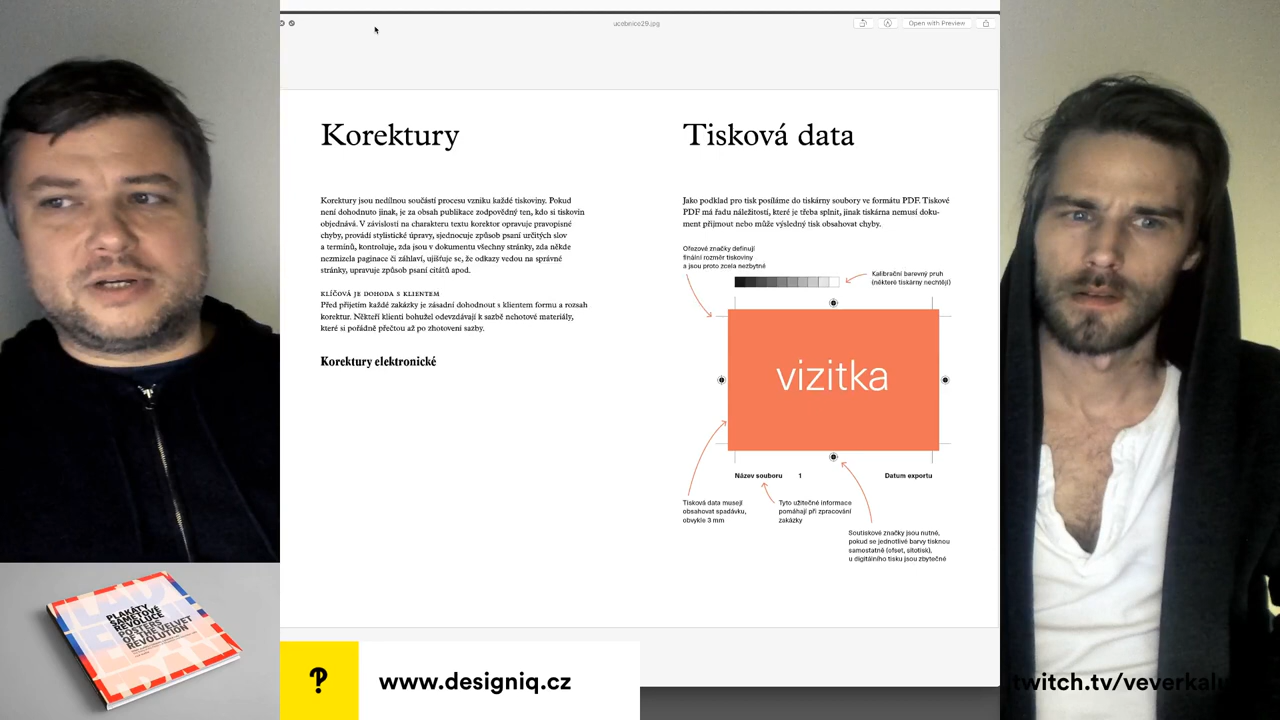 ucebnice29.jpg
Open with Preview
Korektury
Korektury jsou nedílnou součástí procesu vzniku každé tiskoviny. Pokud
není dohodnuto jinak, je za obsah publikace zodpovědný ten, kdo si tiskovin
objednává. V závislosti na charakteru textu korektor opravuje pravopisné
chyby, provádí stylistické úpravy, sjednocuje způsob psaní určitých slov
a termínů, kontroluje, zda jsou v dokumentu všechny stránky, zda někde
nezmizela paginace či záhlaví, ujišťuje se, že odkazy vedou na správné
stránky, upravuje způsob psaní citátů apod.
KLÍČOVÁ JE DOHODA S KLIENTEM
Před přijetím každé zakázky je zásadní dohodnout s klientem formu a rozsah
korektur. Někteří klienti bohužel odevzdávají k sazbě nehotové materiály,
které si pořádně přečtou až po zhotovení sazby.
Korektury elektronické
Tisková data
Jako podklad pro tisk posíláme do tiskárny soubory ve formátu PDF. Tiskové
PDF má řadu náležitostí, které je třeba splnit, jinak tiskárna nemusí doku-
ment přijmout nebo může výsledný tisk obsahovat chyby.
Ořezové značky definují
finální rozměr tiskoviny
a jsou proto zcela nezbytné
Kalibrační barevný pruh
(některé tiskárny nechtějí)
vizitka
Název souboru 1 Datum exportu
Tisková data musejí
obsahovat spadávku,
obvykle 3 mm
Tyto užitečné informace
pomáhají při zpracování
zakázky
Soutiskové značky jsou nutné,
pokud se jednotlivé barvy tisknou
samostatně (ofset, sítotisk),
u digitálního tisku jsou zbytečné
PLAKÁTY
SAMETOVÉ
REVOLUCE
POSTERS
OF THE VELVET
REVOLUTION
www.designiq.cz
twitch.tv/veverkalu